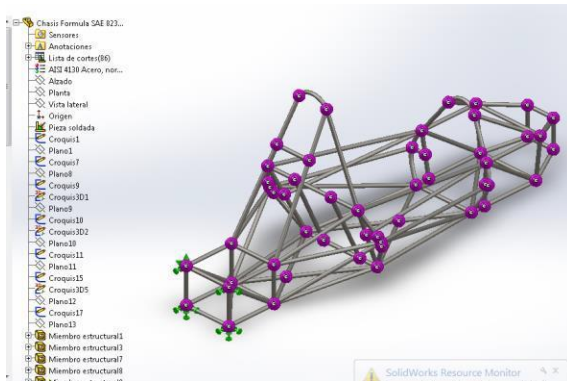 Chasis Formula SAE 823...
Sensores
Anotaciones
Lista de cortes(86)
AISI 4130 Acero, nor...
Alzado
Planta
Vista lateral
Origen
Pieza soldada
Croquis1
Plano1
Croquis7
Plano8
Croquis9
Croquis3D1
Plano9
Croquis10
Croquis3D2
Plano10
Croquis11
Plano11
Croquis15
Croquis3D5
Plano12
Croquis17
Plano13
Miembro estructural1
Miembro estructural3
Miembro estructural7
Miembro estructural8
SolidWorks Resource Monitor